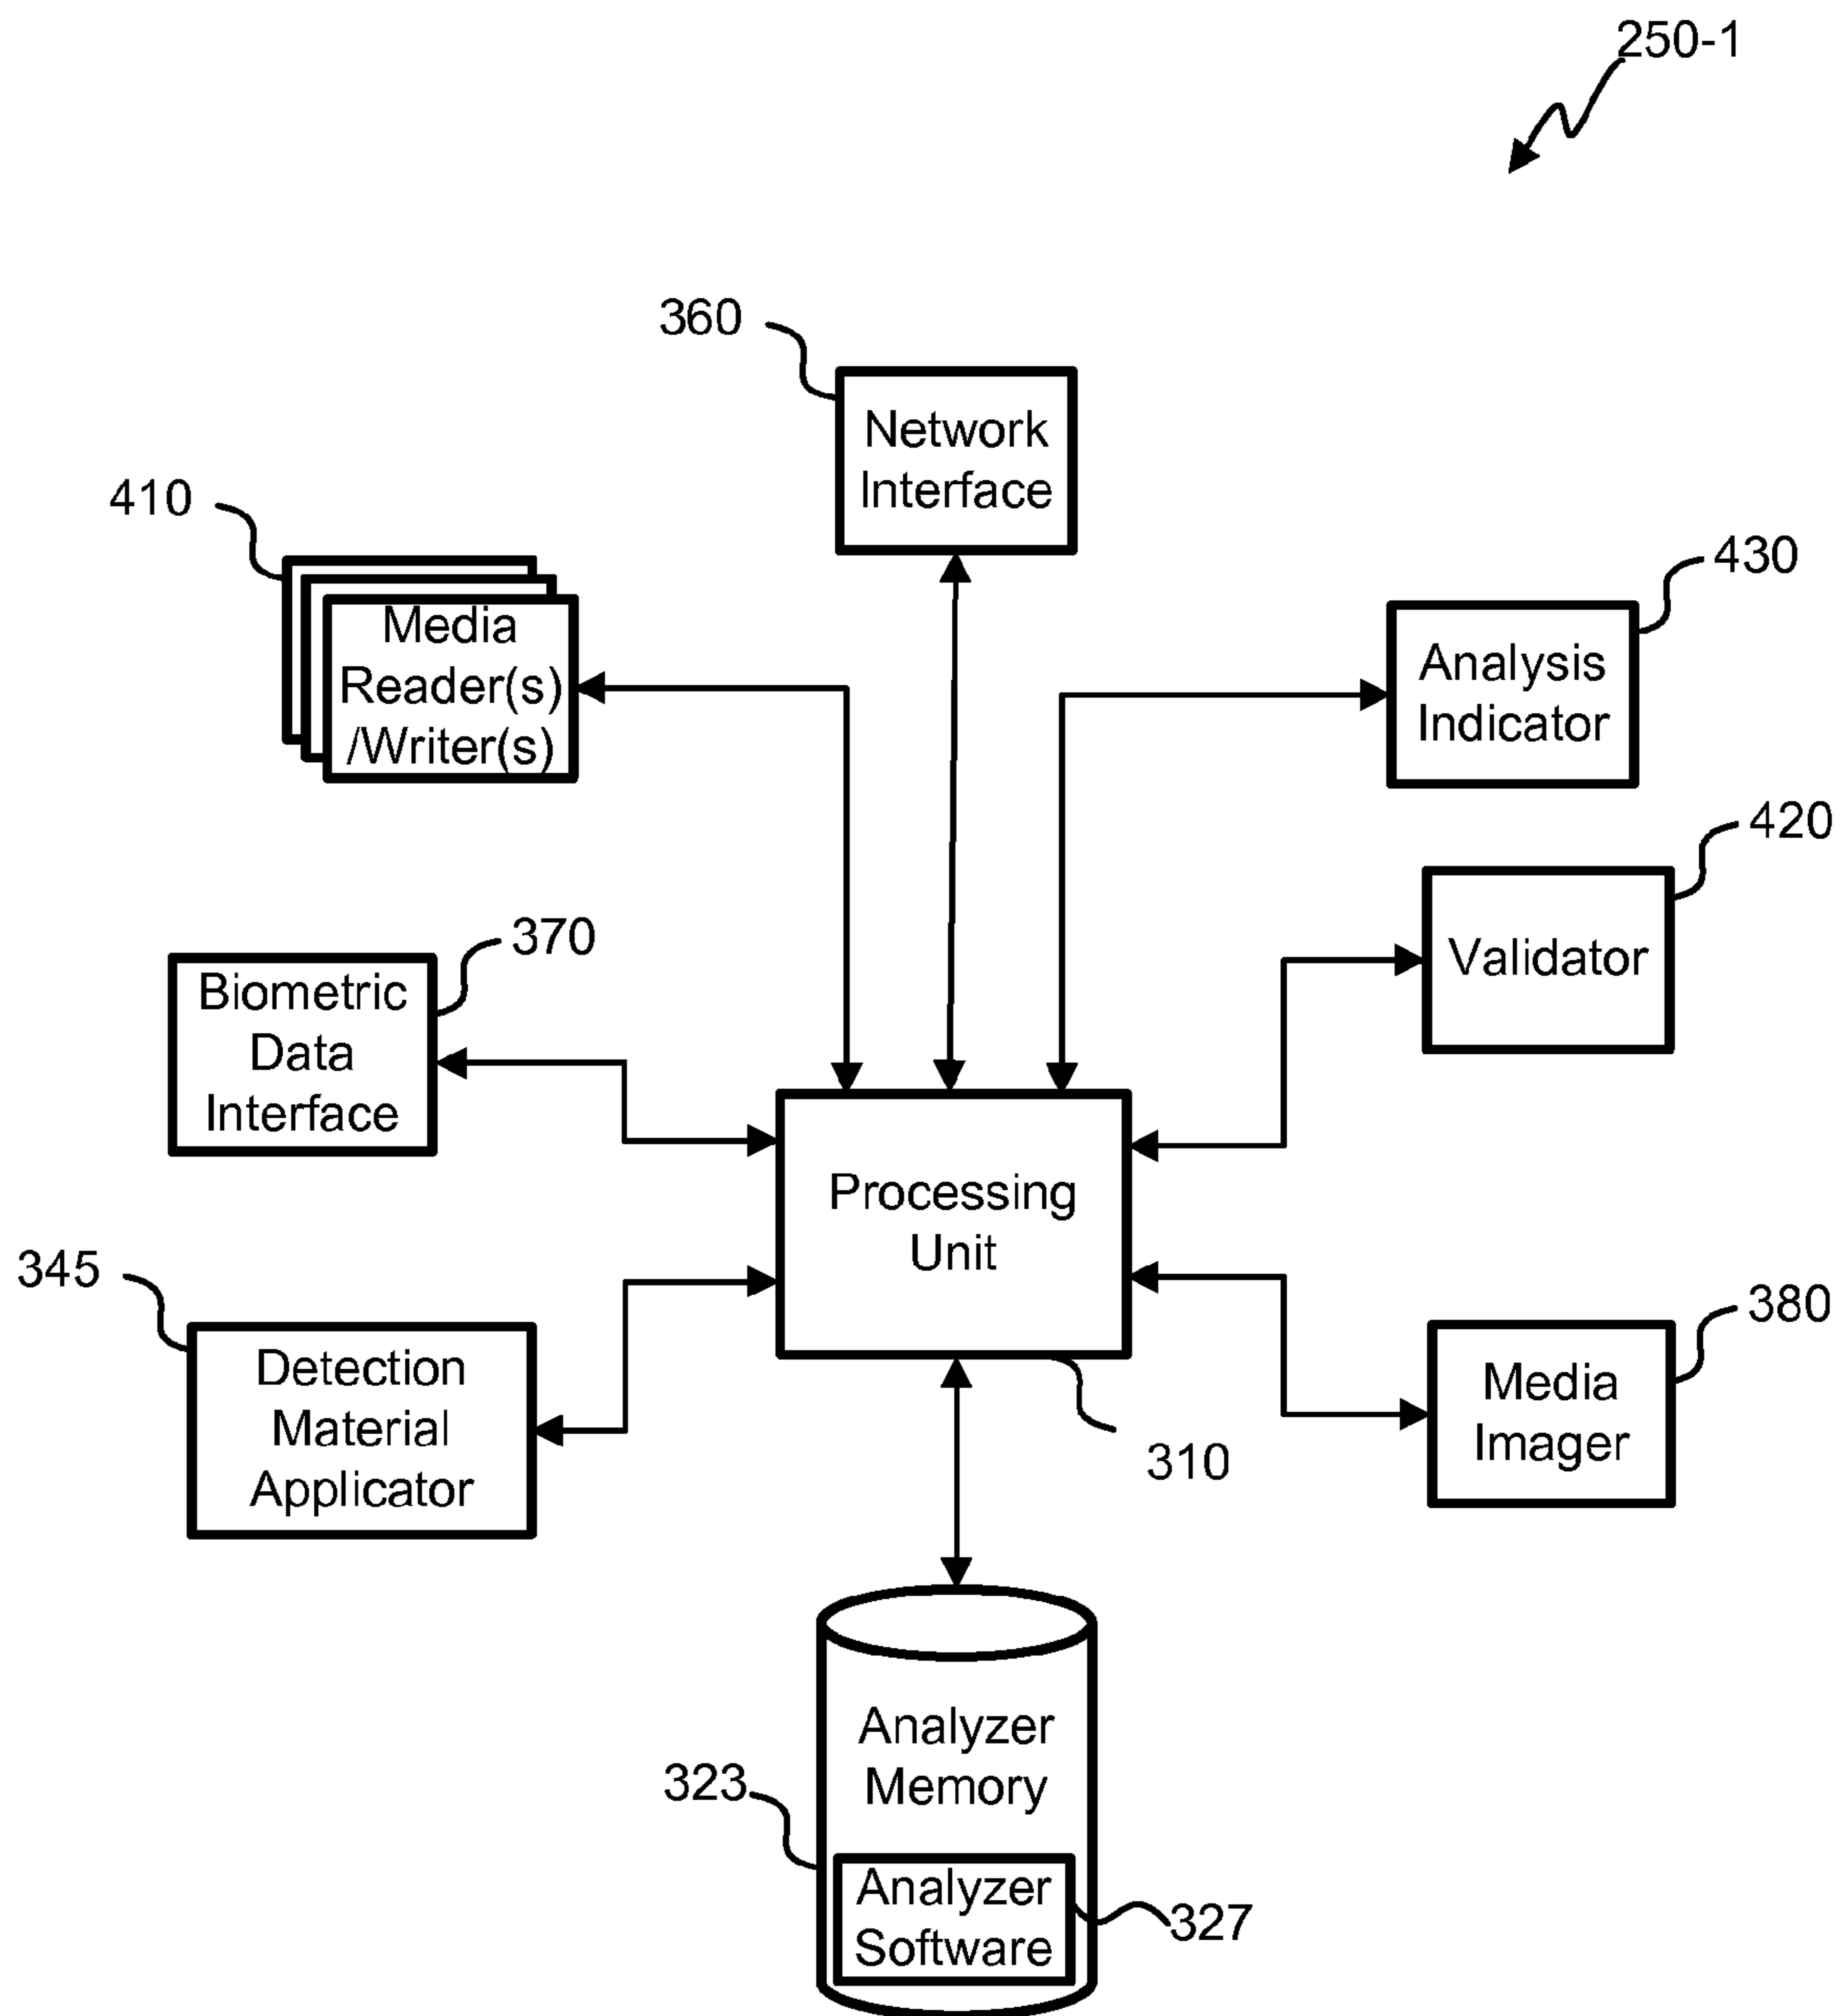 250-1
360
Network
Interface
410
Media
Reader(s)
/Writer(s)
430
Analysis
Indicator
420
Validator
370
Biometric
Data
Interface
Processing
Unit
310
345
Detection
Material
Applicator
380
Media
Imager
Analyzer
Memory
323
Analyzer
Software
327